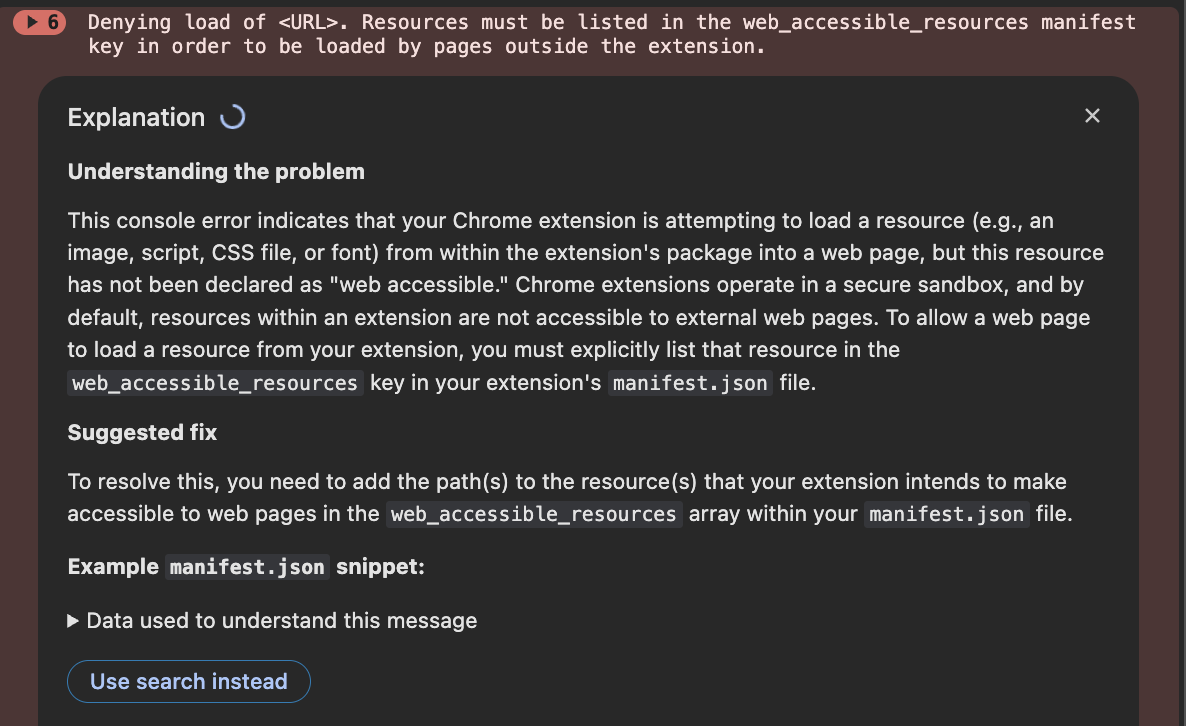 6 Denying load of <URL>. Resources must be listed in the web_accessible_resources manifest
key in order to be loaded by pages outside the extension.
Explanation
Understanding the problem
This console error indicates that your Chrome extension is attempting to load a resource (e.g., an
image, script, CSS file, or font) from within the extension's package into a web page, but this resource
has not been declared as "web accessible." Chrome extensions operate in a secure sandbox, and by
default, resources within an extension are not accessible to external web pages. To allow a web page
to load a resource from your extension, you must explicitly list that resource in the
web_accessible_resources key in your extension's manifest.json file.
Suggested fix
To resolve this, you need to add the path(s) to the resource(s) that your extension intends to make
accessible to web pages in the web_accessible_resources array within your manifest.json file.
Example manifest.json snippet:
Data used to understand this message
Use search instead